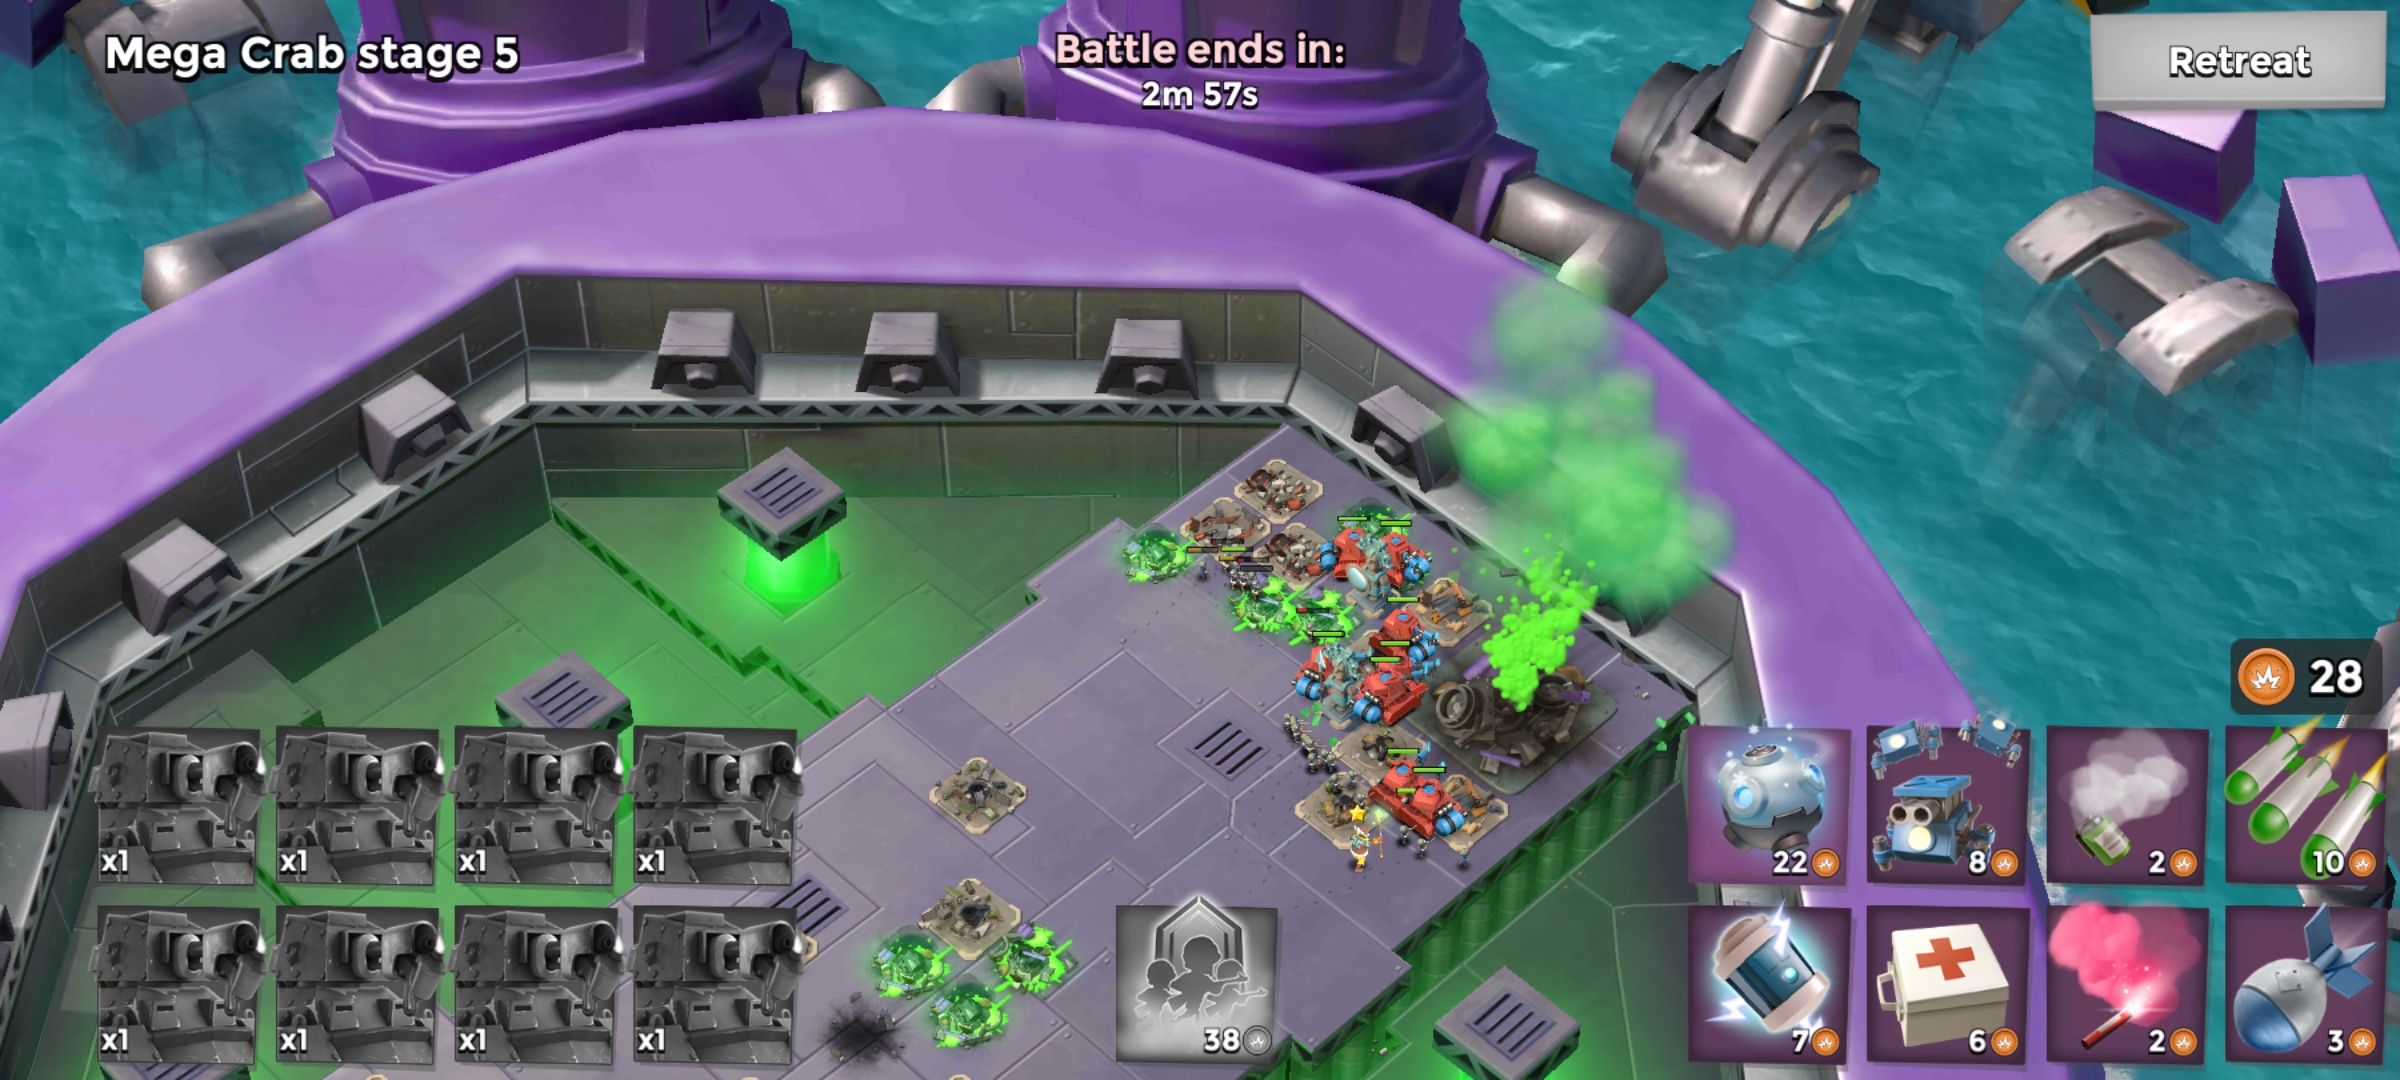 Mega Crab stage 5
Battle ends in:
2m 57s
Retreat
28
x1
x1
x1
x1
22
8
2
10
x1
x1
x1
x1
38
7
6
2
3